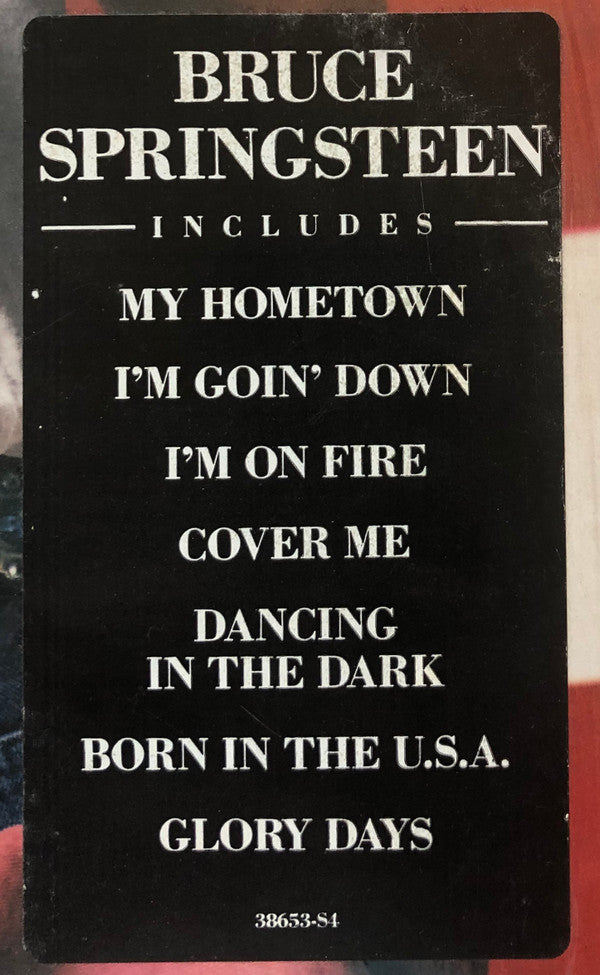 BRUCE
SPRINGSTEEN
INCLUDES
MY HOMETOWN
I'M GOIN' DOWN
I'M ON FIRE
COVER ME
DANCING
IN THE DARK
BORN IN THE U.S.A.
GLORY DAYS
38653-S4